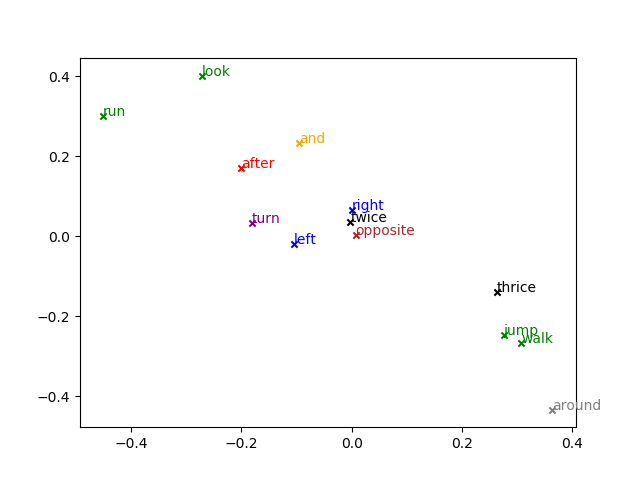 0.4
0.2
0.0
−0.2
−0.4
look
run
and
after
right
twice
turn
opposite
left
thrice
jump
walk
around
−0.4
−0.2
0.0
0.2
0.4